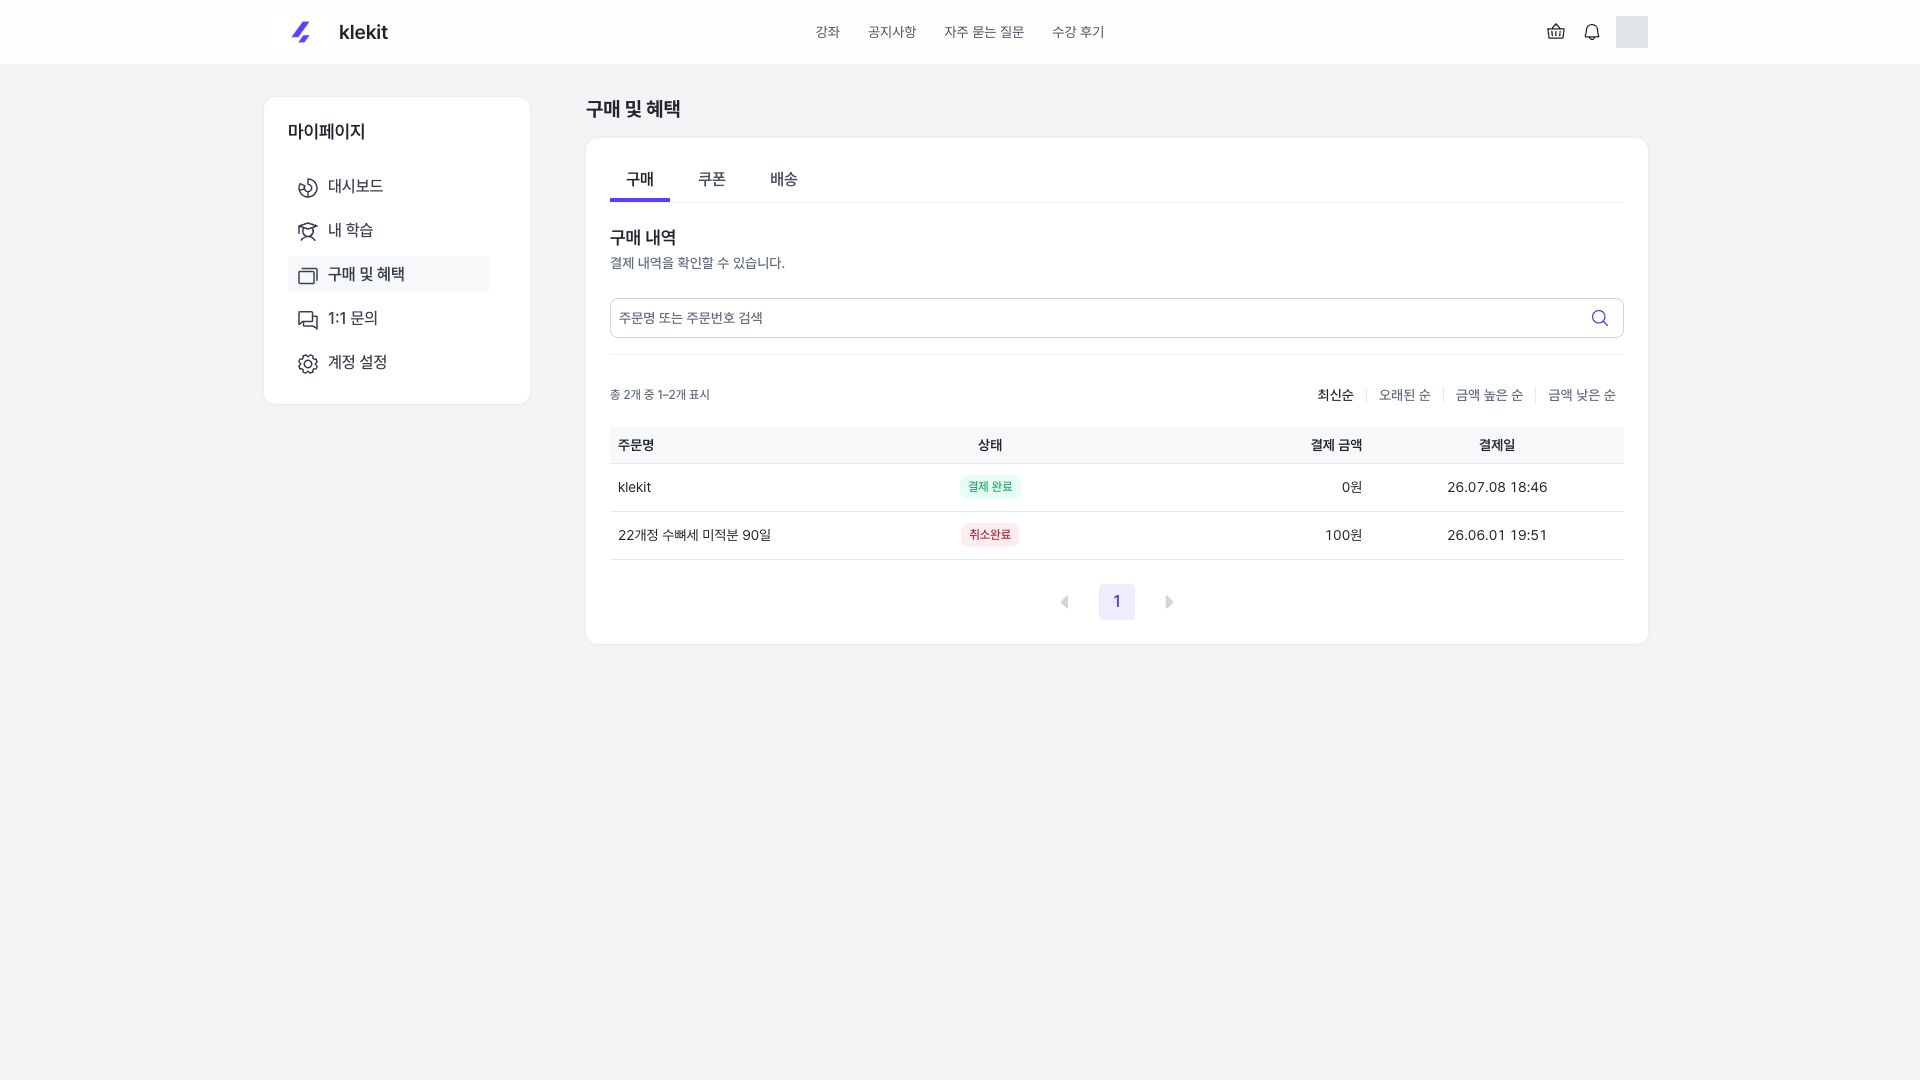 klekit
강좌 공지사항 자주 묻는 질문 수강 후기
마이페이지
대시보드
내 학습
구매 및 혜택
1:1 문의
계정 설정
구매 및 혜택
구매 쿠폰 배송
구매 내역
결제 내역을 확인할 수 있습니다.
주문명 또는 주문번호 검색
총 2개 중 1–2개 표시
최신순 오래된 순 금액 높은 순 금액 낮은 순
주문명 상태 결제 금액 결제일
klekit 결제 완료 0원 26.07.08 18:46
22개정 수뼈세 미적분 90일 취소완료 100원 26.06.01 19:51
1